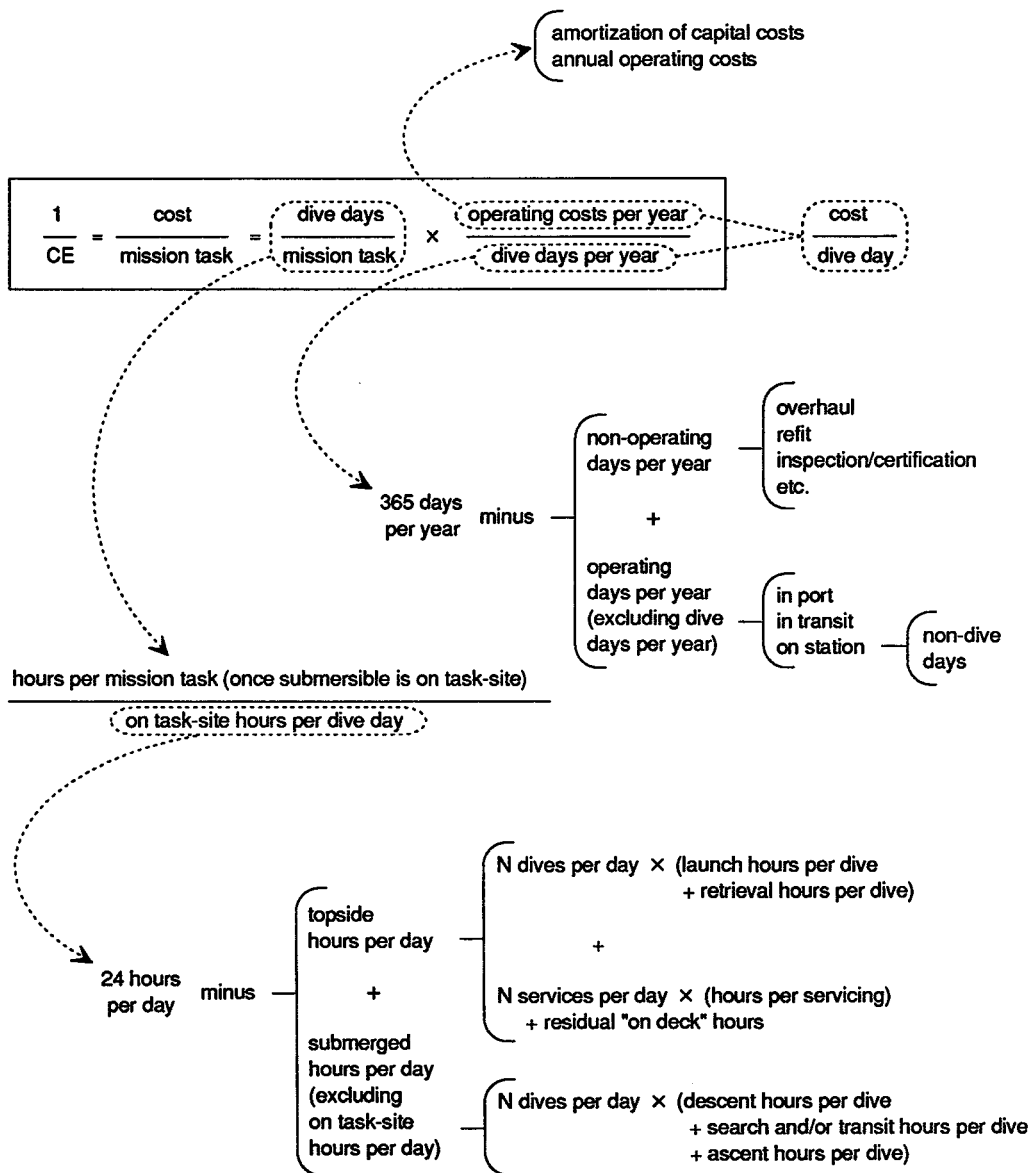 amortization of capital costs
annual operating costs
1
CE
=
cost
mission task
=
dive days
mission task
×
operating costs per year
dive days per year
cost
dive day
365 days
per year
minus
non-operating
days per year
+
operating
days per year
(excluding dive
days per year)
overhaul
refit
inspection/certification
etc.
in port
in transit
on station
non-dive
days
hours per mission task (once submersible is on task-site)
on task-site hours per dive day
24 hours
per day
minus
topside
hours per day
+
submerged
hours per day
(excluding
on task-site
hours per day)
N dives per day × (launch hours per dive
+ retrieval hours per dive)
+
N services per day × (hours per servicing)
+ residual "on deck" hours
N dives per day × (descent hours per dive
+ search and/or transit hours per dive
+ ascent hours per dive)